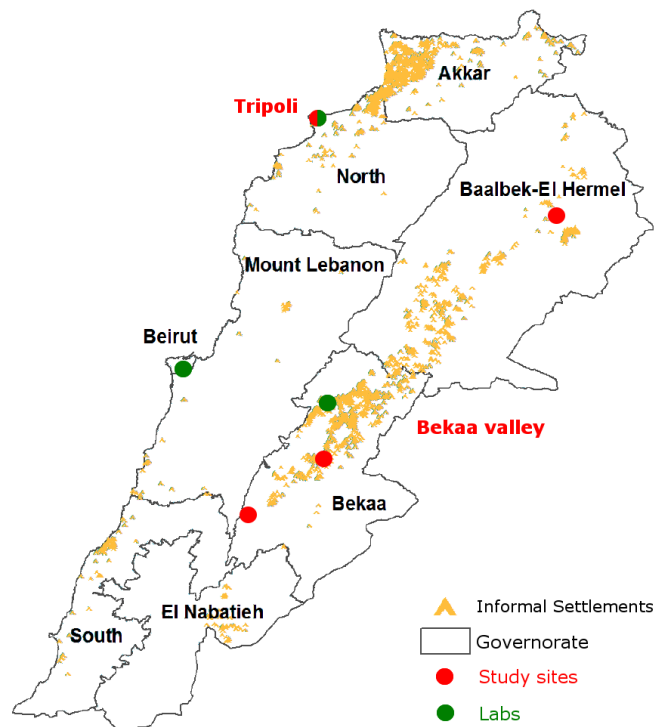 Akkar
Tripoli
North
Baalbek-El Hermel
Mount Lebanon
Beirut
Bekaa valley
Bekaa
El Nabatieh
South
Informal Settlements
Governorate
Study sites
Labs